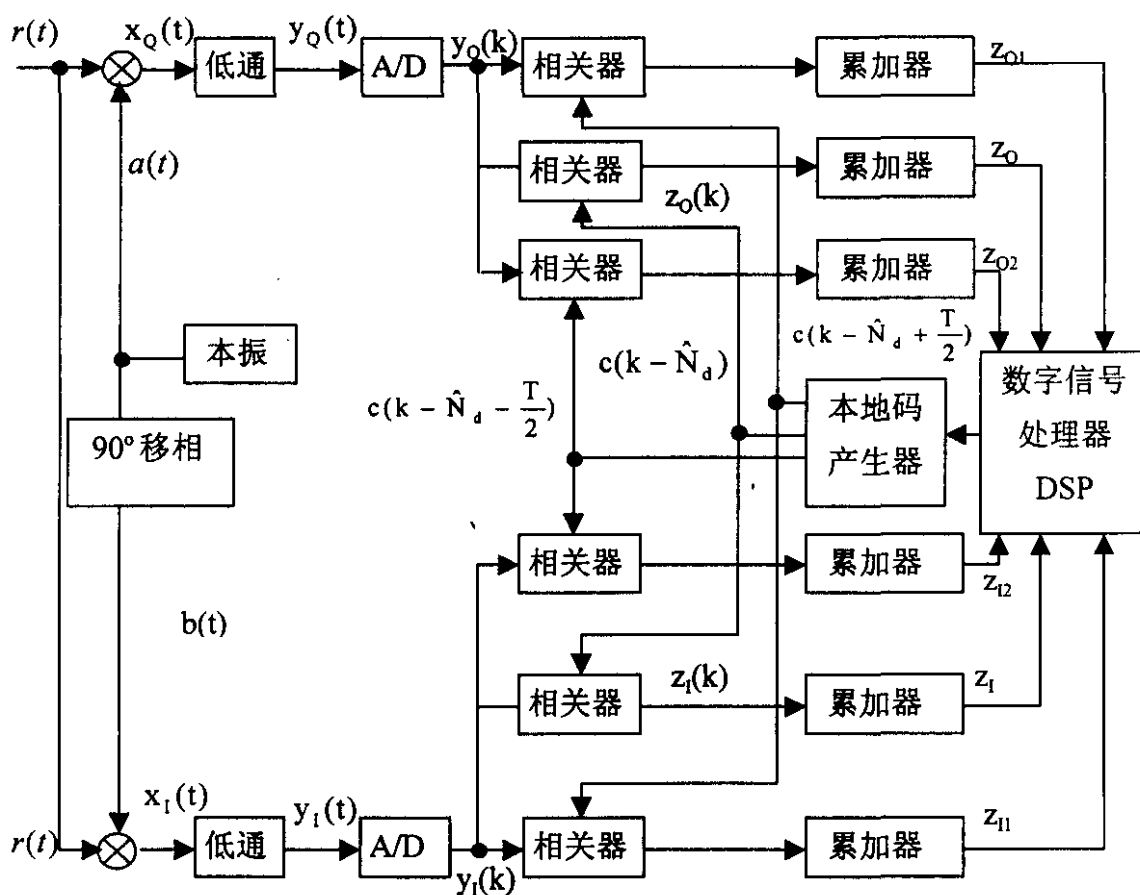 r(t)
x_Q(t)
低通
y_Q(t)
A/D
y_Q(k)
相关器
累加器
z_Q1
a(t)
相关器
z_Q(k)
累加器
z_Q
相关器
累加器
z_Q2
本振
90°移相
c(k - N̂_d - T/2)
c(k - N̂_d)
c(k - N̂_d + T/2)
本地码
产生器
数字信号
处理器
DSP
相关器
累加器
z_I2
b(t)
相关器
z_I(k)
累加器
z_I
r(t)
x_I(t)
低通
y_I(t)
A/D
y_I(k)
相关器
累加器
z_I1